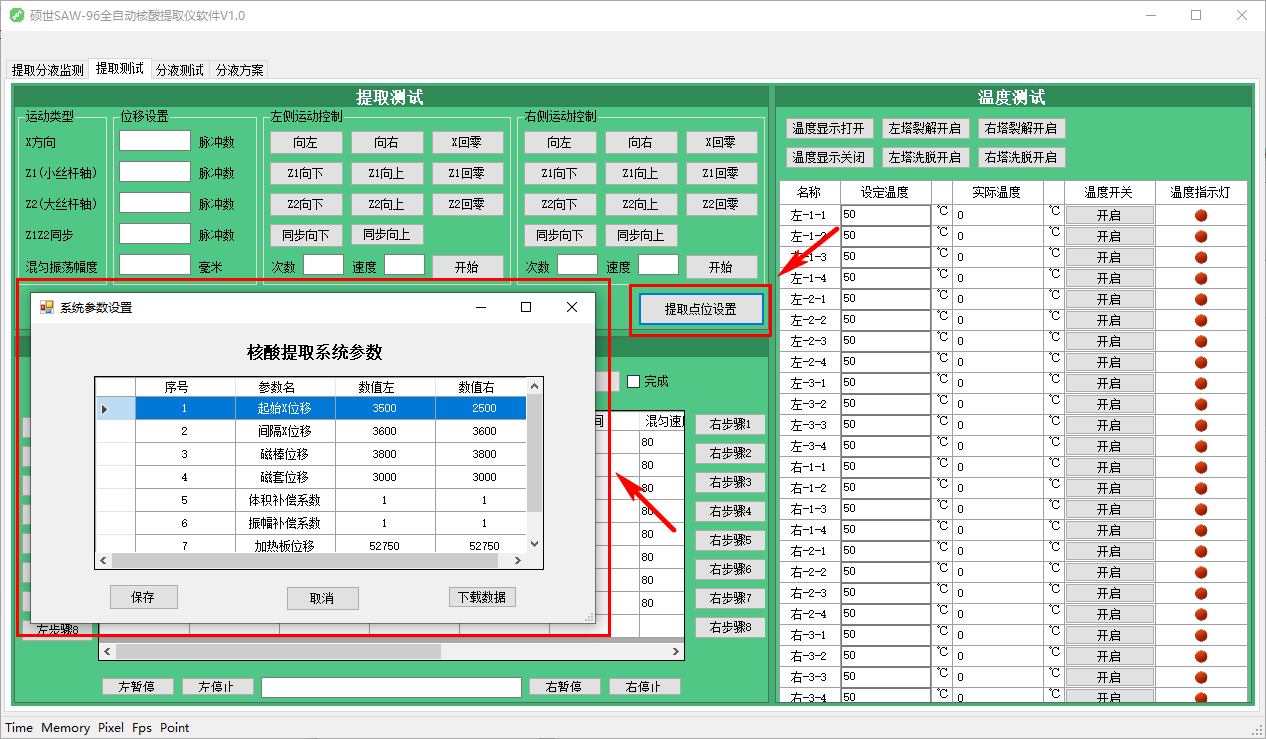 硕世SAW-96全自动核酸提取仪软件V1.0
提取分液监测 提取测试 分液测试 分液方案
提取测试
运动类型 位移设置 左侧运动控制 右侧运动控制
X方向 脉冲数 向左 向右 X回零 向左 向右 X回零
Z1(小丝杆轴) 脉冲数 Z1向下 Z1向上 Z1回零 Z1向下 Z1向上 Z1回零
Z2(大丝杆轴) 脉冲数 Z2向下 Z2向上 Z2回零 Z2向下 Z2向上 Z2回零
Z1Z2同步 脉冲数 同步向下 同步向上 同步向下 同步向上
混匀振荡幅度 毫米 次数 速度 开始 次数 速度 开始
提取点位设置
系统参数设置
核酸提取系统参数
序号 参数名 数值左 数值右
1 起始X位移 3500 2500
2 间隔X位移 3600 3600
3 磁棒位移 3800 3800
4 磁套位移 3000 3000
5 体积补偿系数 1 1
6 振幅补偿系数 1 1
7 加热板位移 52750 52750
保存 取消 下载数据
完成
间 混匀速
80
80
80
80
80
80
80
80
右步骤1
右步骤2
右步骤3
右步骤4
右步骤5
右步骤6
右步骤7
右步骤8
左步骤8
左暂停 左停止 右暂停 右停止
温度测试
温度显示打开 左塔裂解开启 右塔裂解开启
温度显示关闭 左塔洗脱开启 右塔洗脱开启
名称 设定温度 实际温度 温度开关 温度指示灯
左-1-1 50 ℃ 0 ℃ 开启
左-1-2 50 ℃ 0 ℃ 开启
左-1-3 50 ℃ 0 ℃ 开启
左-1-4 50 ℃ 0 ℃ 开启
左-2-1 50 ℃ 0 ℃ 开启
左-2-2 50 ℃ 0 ℃ 开启
左-2-3 50 ℃ 0 ℃ 开启
左-2-4 50 ℃ 0 ℃ 开启
左-3-1 50 ℃ 0 ℃ 开启
左-3-2 50 ℃ 0 ℃ 开启
左-3-3 50 ℃ 0 ℃ 开启
左-3-4 50 ℃ 0 ℃ 开启
右-1-1 50 ℃ 0 ℃ 开启
右-1-2 50 ℃ 0 ℃ 开启
右-1-3 50 ℃ 0 ℃ 开启
右-1-4 50 ℃ 0 ℃ 开启
右-2-1 50 ℃ 0 ℃ 开启
右-2-2 50 ℃ 0 ℃ 开启
右-2-3 50 ℃ 0 ℃ 开启
右-2-4 50 ℃ 0 ℃ 开启
右-3-1 50 ℃ 0 ℃ 开启
右-3-2 50 ℃ 0 ℃ 开启
右-3-3 50 ℃ 0 ℃ 开启
右-3-4 50 ℃ 0 ℃ 开启
Time Memory Pixel Fps Point